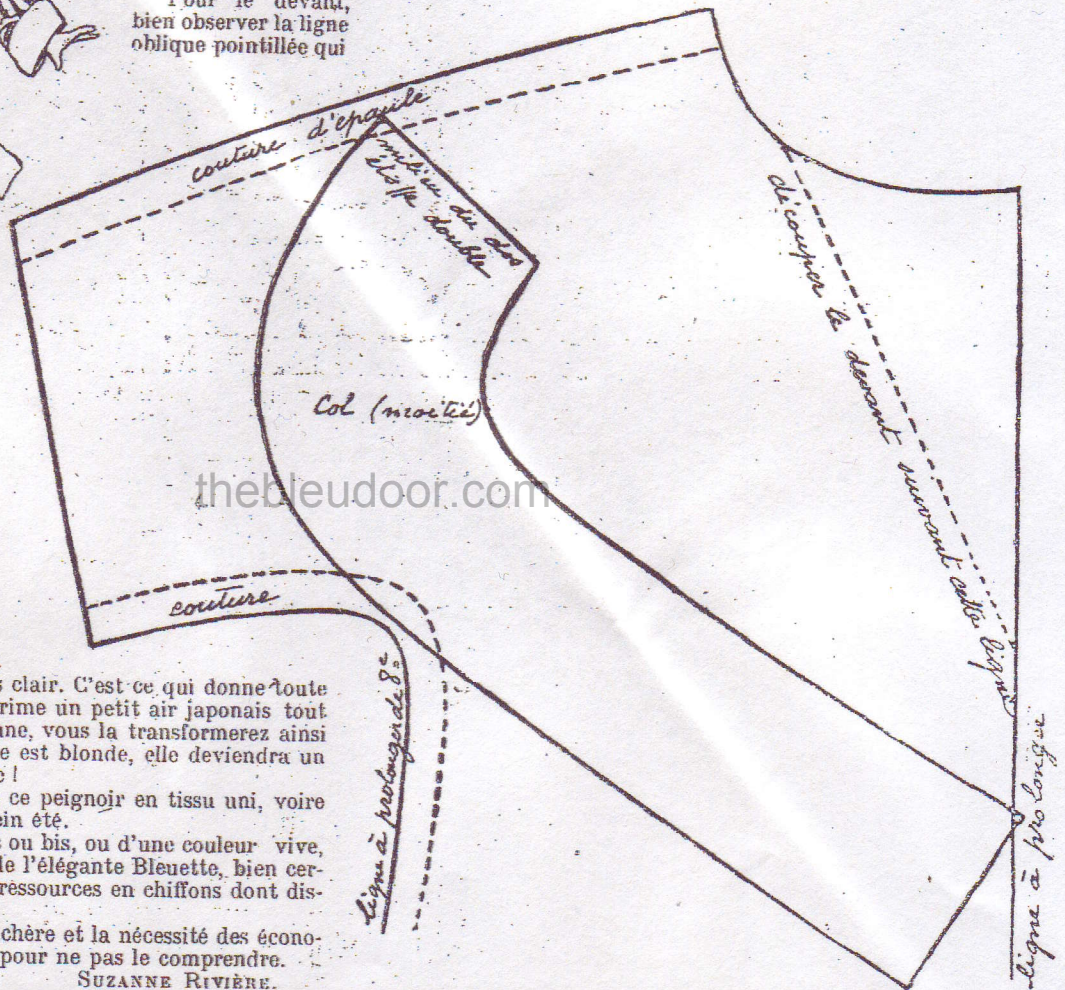 Pour le devant,
bien observer la ligne
oblique pointillée qui
couture d'épaule
milieu du dos
étoffe double
découper le devant suivant cette ligne
Col (moitié)
thebleudoor.com
couture
ligne à prolonger de 8c
ligne à prolonger
s clair. C'est ce qui donne toute
rime un petit air japonais tout
ne, vous la transformerez ainsi
e est blonde, elle deviendra un
c !
ce peignoir en tissu uni, voire
ein été.
s ou bis, ou d'une couleur vive,
le l'élégante Bleuette, bien cer-
ressources en chiffons dont dis-
chère et la nécessité des écono-
pour ne pas le comprendre.
SUZANNE RIVIÈRE.